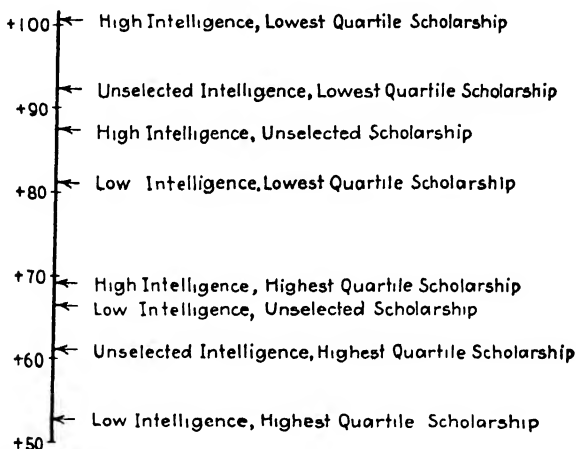 +100 High Intelligence, Lowest Quartile Scholarship
Unselected Intelligence, Lowest Quartile Scholarship
+90
High Intelligence, Unselected Scholarship
+80 Low Intelligence, Lowest Quartile Scholarship
+70
High Intelligence, Highest Quartile Scholarship
Low Intelligence, Unselected Scholarship
Unselected Intelligence, Highest Quartile Scholarship
+60
Low Intelligence, Highest Quartile Scholarship
+50